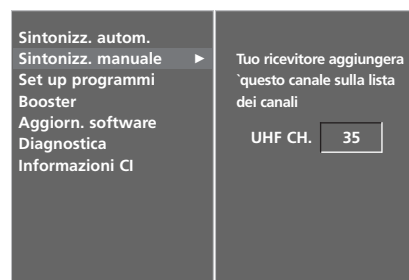 Sintonizz. autom.
Sintonizz. manuale
Set up programmi
Booster
Aggiorn. software
Diagnostica
Informazioni CI
Tuo ricevitore aggiungera
`questo canale sulla lista
dei canali
UHF CH. 35